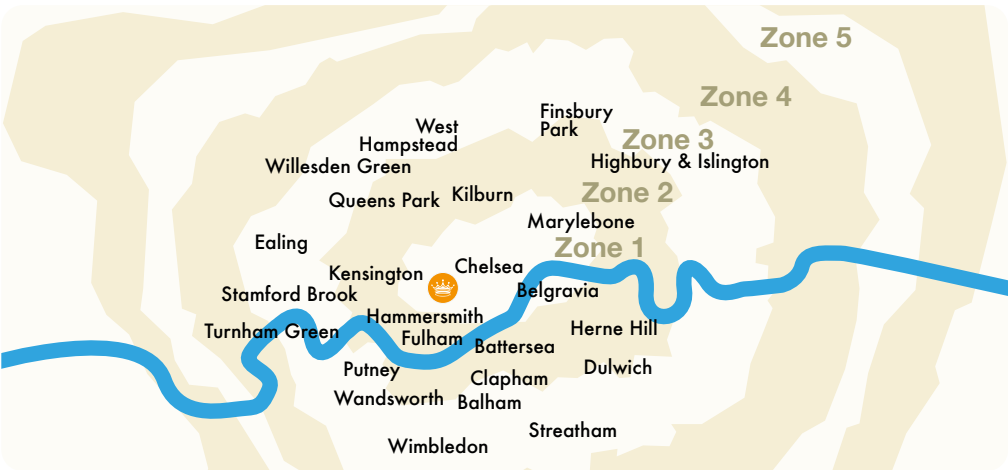 Zone 5
Zone 4
Finsbury
Park
West
Hampstead
Zone 3
Highbury & Islington
Willesden Green
Queens Park
Kilburn
Zone 2
Marylebone
Ealing
Zone 1
Kensington
Chelsea
Stamford Brook
Belgravia
Hammersmith
Turnham Green
Fulham
Herne Hill
Battersea
Putney
Dulwich
Clapham
Wandsworth
Balham
Streatham
Wimbledon